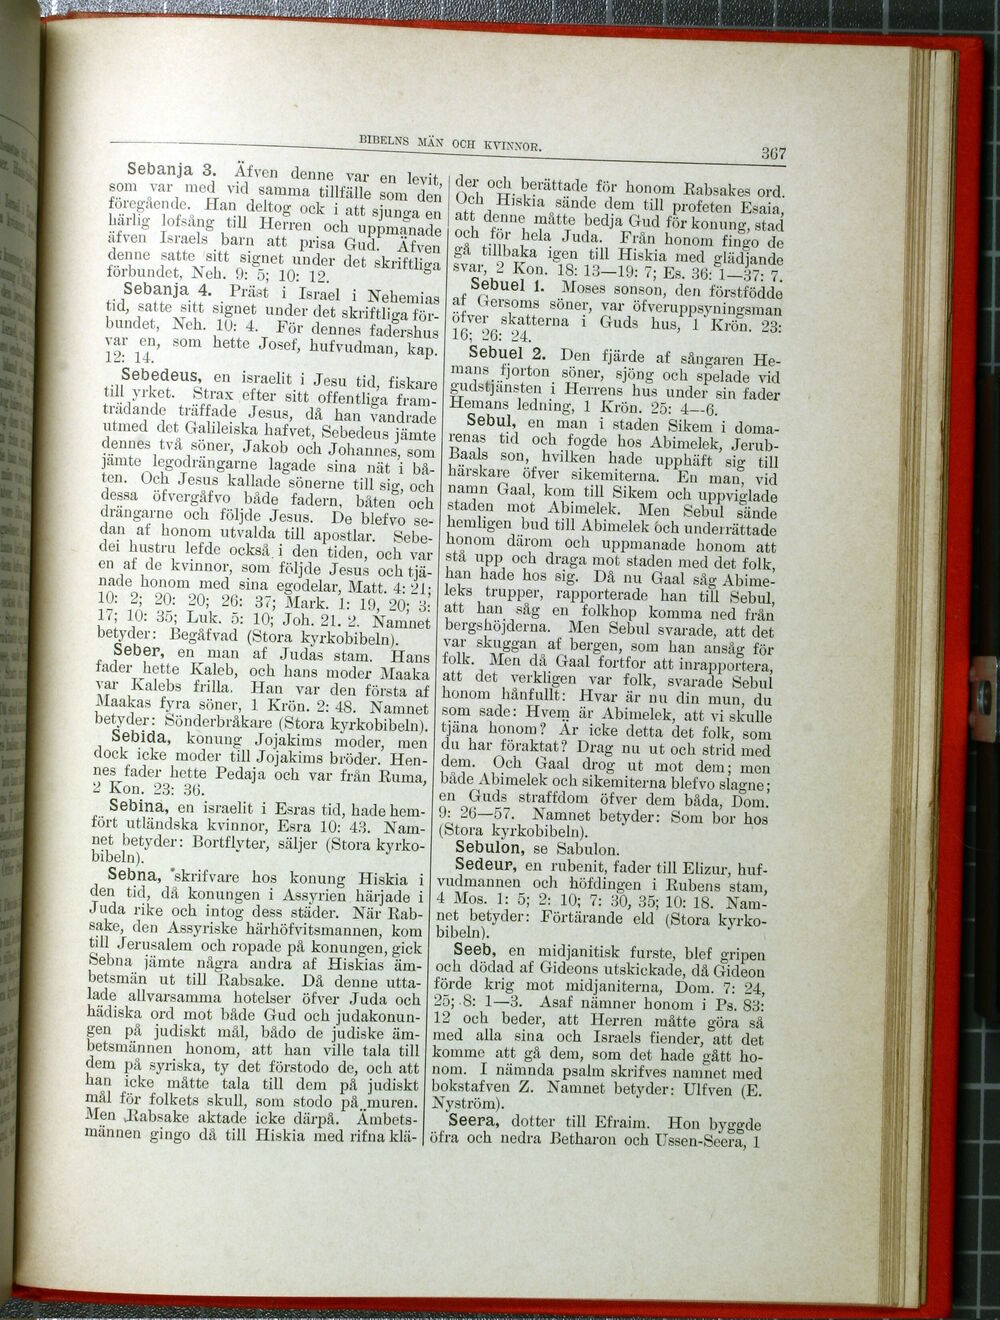 BIBELNS MÄN OCH KVINNOR.
367
Sebanja 3. Äfven denne var en levit,
som var med vid samma tillfälle som den
föregående. Han deltog ock i att sjunga en
härlig lofsång till Herren och uppmanade
äfven Israels barn att prisa Gud. Äfven
denne satte sitt signet under det skriftliga
förbundet, Neh. 9: 5; 10: 12.
Sebanja 4. Präst i Israel i Nehemias
tid, satte sitt signet under det skriftliga för-
bundet, Neh. 10: 4. För dennes fadershus
var en, som hette Josef, hufvudman, kap.
12: 14.
Sebedeus, en israelit i Jesu tid, fiskare
till yrket. Strax efter sitt offentliga fram-
trädande träffade Jesus, då han vandrade
utmed det Galileiska hafvet, Sebedeus jämte
dennes två söner, Jakob och Johannes, som
jämte legodrängarne lagade sina nät i bå-
ten. Och Jesus kallade sönerne till sig, och
dessa öfvergåfvo både fadern, båten och
drängarne och följde Jesus. De blefvo se-
dan af honom utvalda till apostlar. Sebe-
dei hustru lefde också i den tiden, och var
en af de kvinnor, som följde Jesus och tjä-
nade honom med sina egodelar, Matt. 4: 21;
10: 2; 20: 20; 26: 37; Mark. 1: 19, 20; 3:
17; 10: 35; Luk. 5: 10; Joh. 21. 2. Namnet
betyder: Begåfvad (Stora kyrkobibeln).
Seber, en man af Judas stam. Hans
fader hette Kaleb, och hans moder Maaka
var Kalebs frilla. Han var den första af
Maakas fyra söner, 1 Krön. 2: 48. Namnet
betyder: Sönderbråkare (Stora kyrkobibeln).
Sebida, konung Jojakims moder, men
dock icke moder till Jojakims bröder. Hen-
nes fader hette Pedaja och var från Ruma,
2 Kon. 23: 36.
Sebina, en israelit i Esras tid, hade hem-
fört utländska kvinnor, Esra 10: 43. Nam-
net betyder: Bortflyter, säljer (Stora kyrko-
bibeln).
Sebna, skrifvare hos konung Hiskia i
den tid, då konungen i Assyrien härjade i
Juda rike och intog dess städer. När Rab-
sake, den Assyriske härhöfvitsmannen, kom
till Jerusalem och ropade på konungen, gick
Sebna jämte några andra af Hiskias äm-
betsmän ut till Rabsake. Då denne utta-
lade allvarsamma hotelser öfver Juda och
hädiska ord mot både Gud och judakonun-
gen på judiskt mål, bådo de judiske äm-
betsmännen honom, att han ville tala till
dem på syriska, ty det förstodo de, och att
han icke måtte tala till dem på judiskt
mål för folkets skull, som stodo på muren.
Men Rabsake aktade icke därpå. Ämbets-
männen gingo då till Hiskia med rifna klä-
der och berättade för honom Rabsakes ord.
Och Hiskia sände dem till profeten Esaia,
att denne måtte bedja Gud för konung, stad
och för hela Juda. Från honom fingo de
gå tillbaka igen till Hiskia med glädjande
svar, 2 Kon. 18: 13—19: 7; Es. 36: 1—37: 7.
Sebuel 1. Moses sonson, den förstfödde
af Gersoms söner, var öfveruppsyningsman
öfver skatterna i Guds hus, 1 Krön. 23:
16; 26: 24.
Sebuel 2. Den fjärde af sångaren He-
mans fjorton söner, sjöng och spelade vid
gudstjänsten i Herrens hus under sin fader
Hemans ledning, 1 Krön. 25: 4—6.
Sebul, en man i staden Sikem i doma-
renas tid och fogde hos Abimelek, Jerub-
Baals son, hvilken hade upphäft sig till
härskare öfver sikemiterna. En man, vid
namn Gaal, kom till Sikem och uppviglade
staden mot Abimelek. Men Sebul sände
hemligen bud till Abimelek och underrättade
honom därom och uppmanade honom att
stå upp och draga mot staden med det folk,
han hade hos sig. Då nu Gaal såg Abime-
leks trupper, rapporterade han till Sebul,
att han såg en folkhop komma ned från
bergshöjderna. Men Sebul svarade, att det
var skuggan af bergen, som han ansåg för
folk. Men då Gaal fortfor att inrapportera,
att det verkligen var folk, svarade Sebul
honom hånfullt: Hvar är nu din mun, du
som sade: Hvem är Abimelek, att vi skulle
tjäna honom? Är icke detta det folk, som
du har föraktat? Drag nu ut och strid med
dem. Och Gaal drog ut mot dem; men
både Abimelek och sikemiterna blefvo slagne;
en Guds straffdom öfver dem båda, Dom.
9: 26—57. Namnet betyder: Som bor hos
(Stora kyrkobibeln).
Sebulon, se Sabulon.
Sedeur, en rubenit, fader till Elizur, huf-
vudmannen och höfdingen i Rubens stam,
4 Mos. 1: 5; 2: 10; 7: 30, 35; 10: 18. Nam-
net betyder: Förtärande eld (Stora kyrko-
bibeln).
Seeb, en midjanitisk furste, blef gripen
och dödad af Gideons utskickade, då Gideon
förde krig mot midjaniterna, Dom. 7: 24,
25; 8: 1—3. Asaf nämner honom i Ps. 83:
12 och beder, att Herren måtte göra så
med alla sina och Israels fiender, att det
komme att gå dem, som det hade gått ho-
nom. I nämnda psalm skrifves namnet med
bokstafven Z. Namnet betyder: Ulfven (E.
Nyström).
Seera, dotter till Efraim. Hon byggde
öfra och nedra Betharon och Ussen-Seera, 1